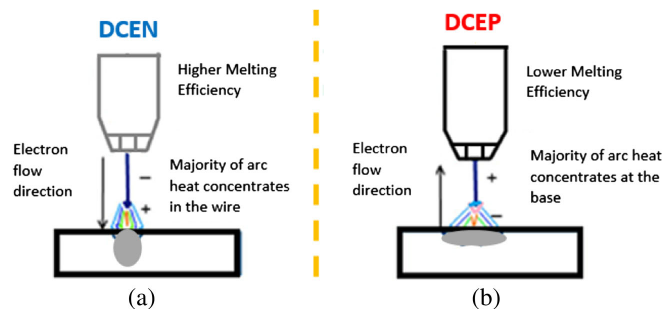 DCEN
Higher Melting
Efficiency
Electron
flow
direction
−
+
Majority of arc
heat concentrates
in the wire
(a)
DCEP
Lower Melting
Efficiency
Electron
flow
direction
+
−
Majority of arc
heat concentrates at the
base
(b)